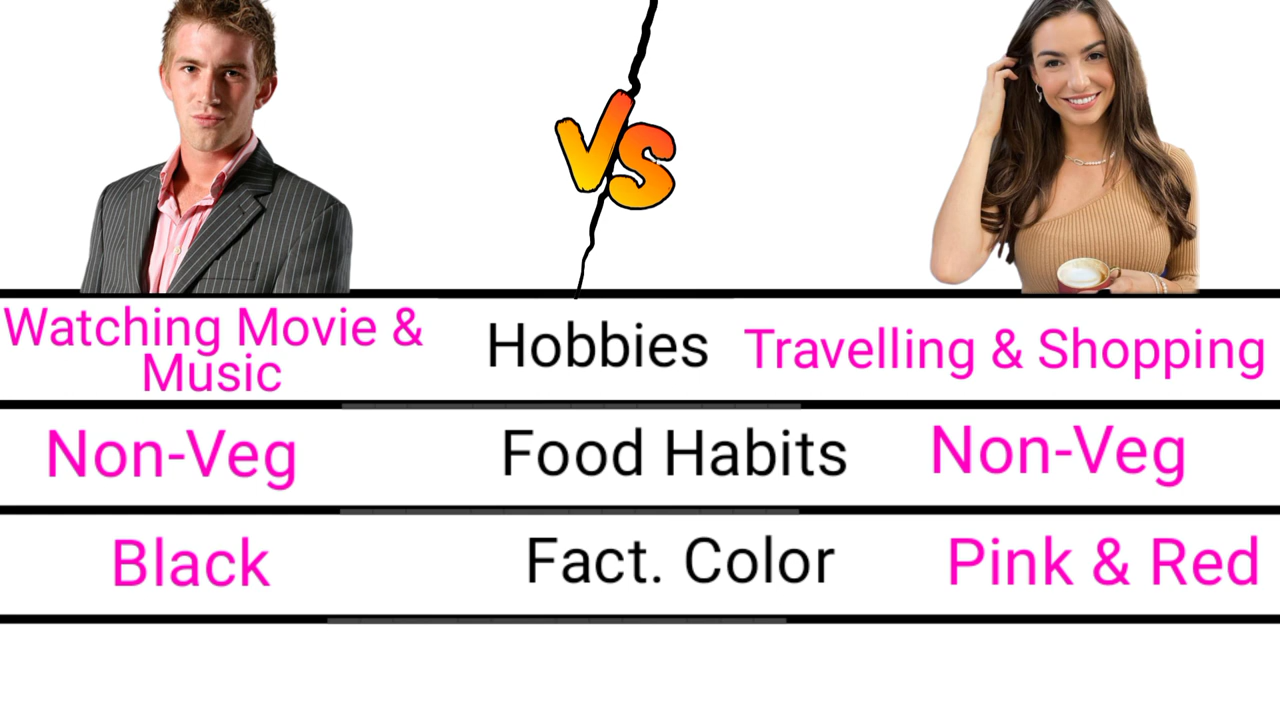 VS
Watching Movie &
Music
Hobbies
Travelling & Shopping
Non-Veg
Food Habits
Non-Veg
Black
Fact. Color
Pink & Red